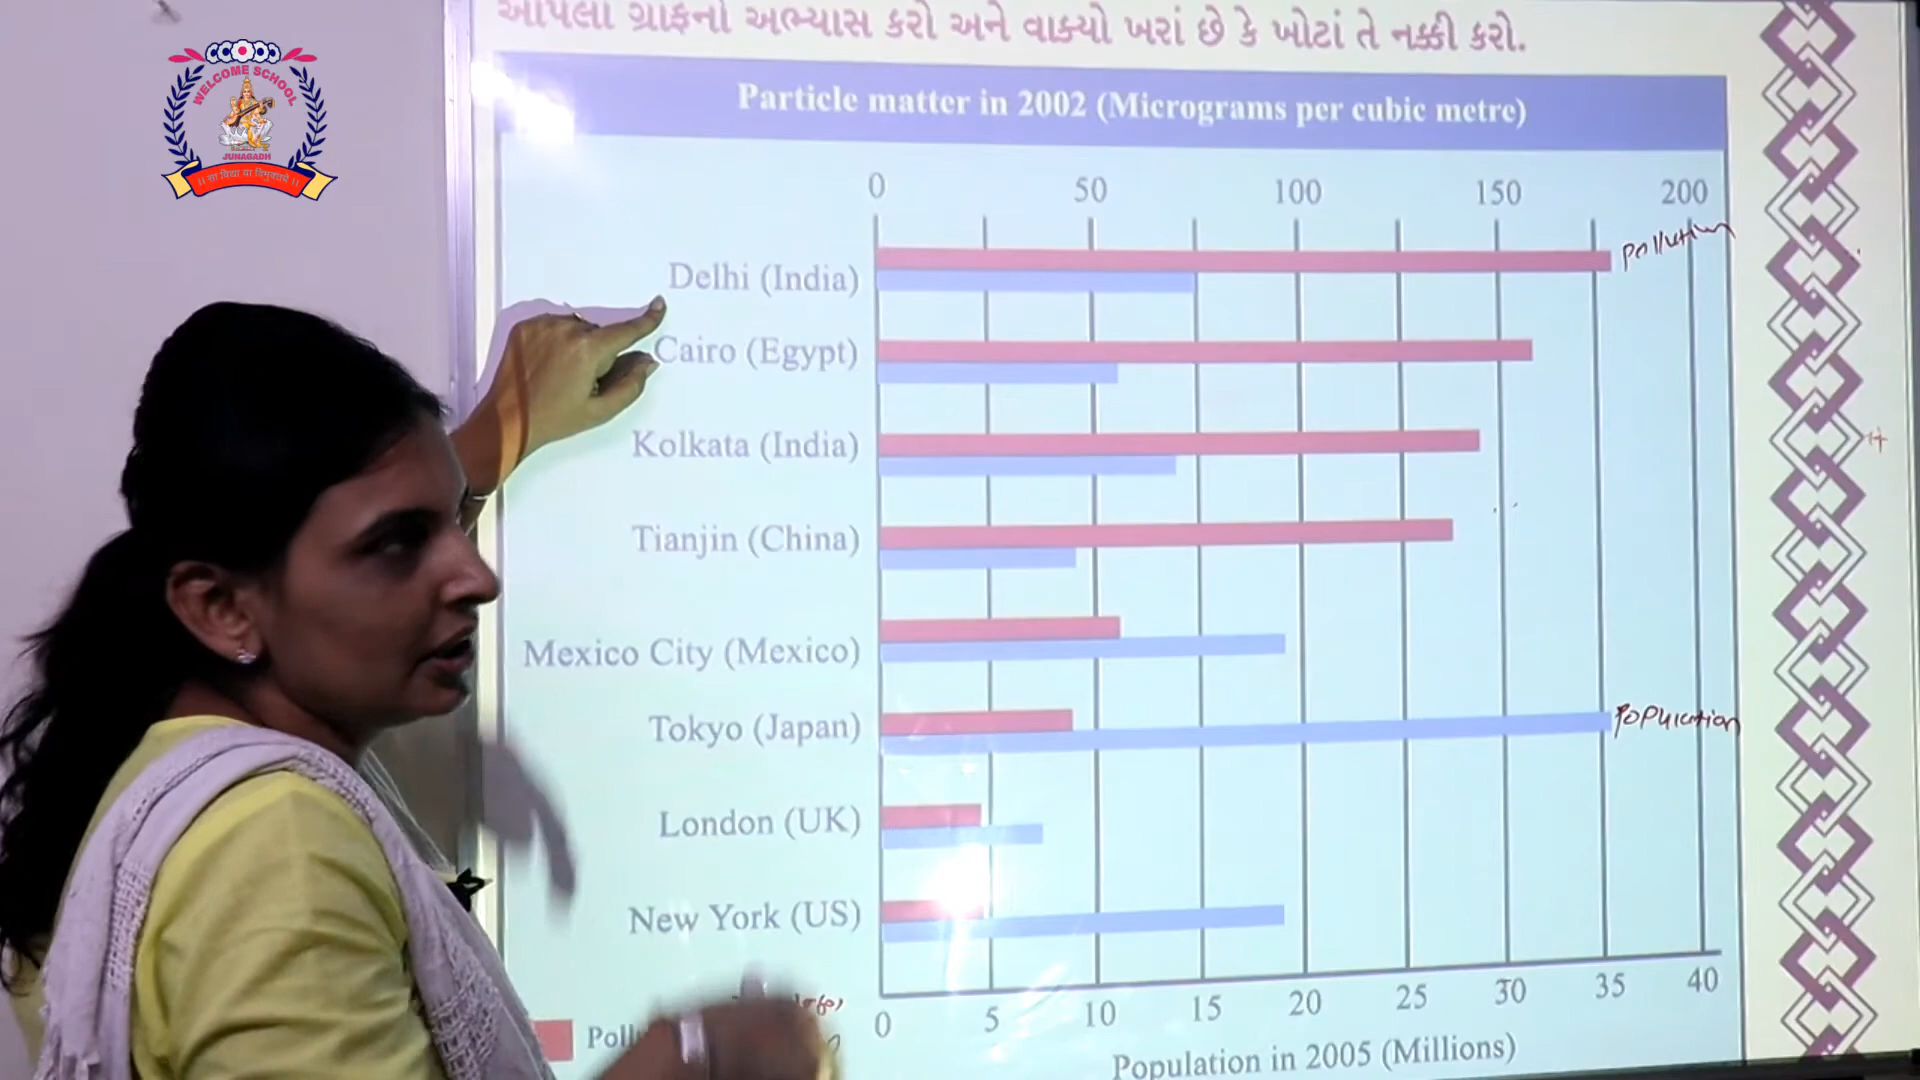 આપેલા ગ્રાફનો અભ્યાસ કરો અને વાક્યો ખરાં છે કે ખોટાં તે નક્કી કરો.
WELCOME SCHOOL
JUNAGADH
।। सा विद्या या विमुक्तये ।।
Particle matter in 2002 (Micrograms per cubic metre)
0 50 100 150 200
Pollution
Delhi (India)
Cairo (Egypt)
Kolkata (India)
Tianjin (China)
Mexico City (Mexico)
Tokyo (Japan)
Population
London (UK)
New York (US)
0 5 10 15 20 25 30 35 40
Poll
Population in 2005 (Millions)